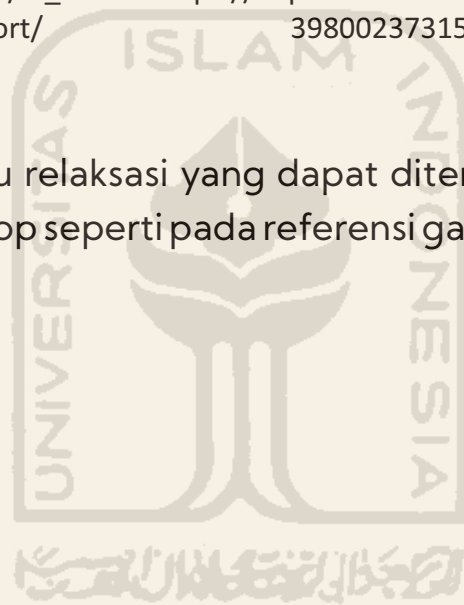 ort/ 39800237315
u relaksasi yang dapat diter
op seperti pada referensi ga
UNIVERSITAS
ISLAM
INDONESIA